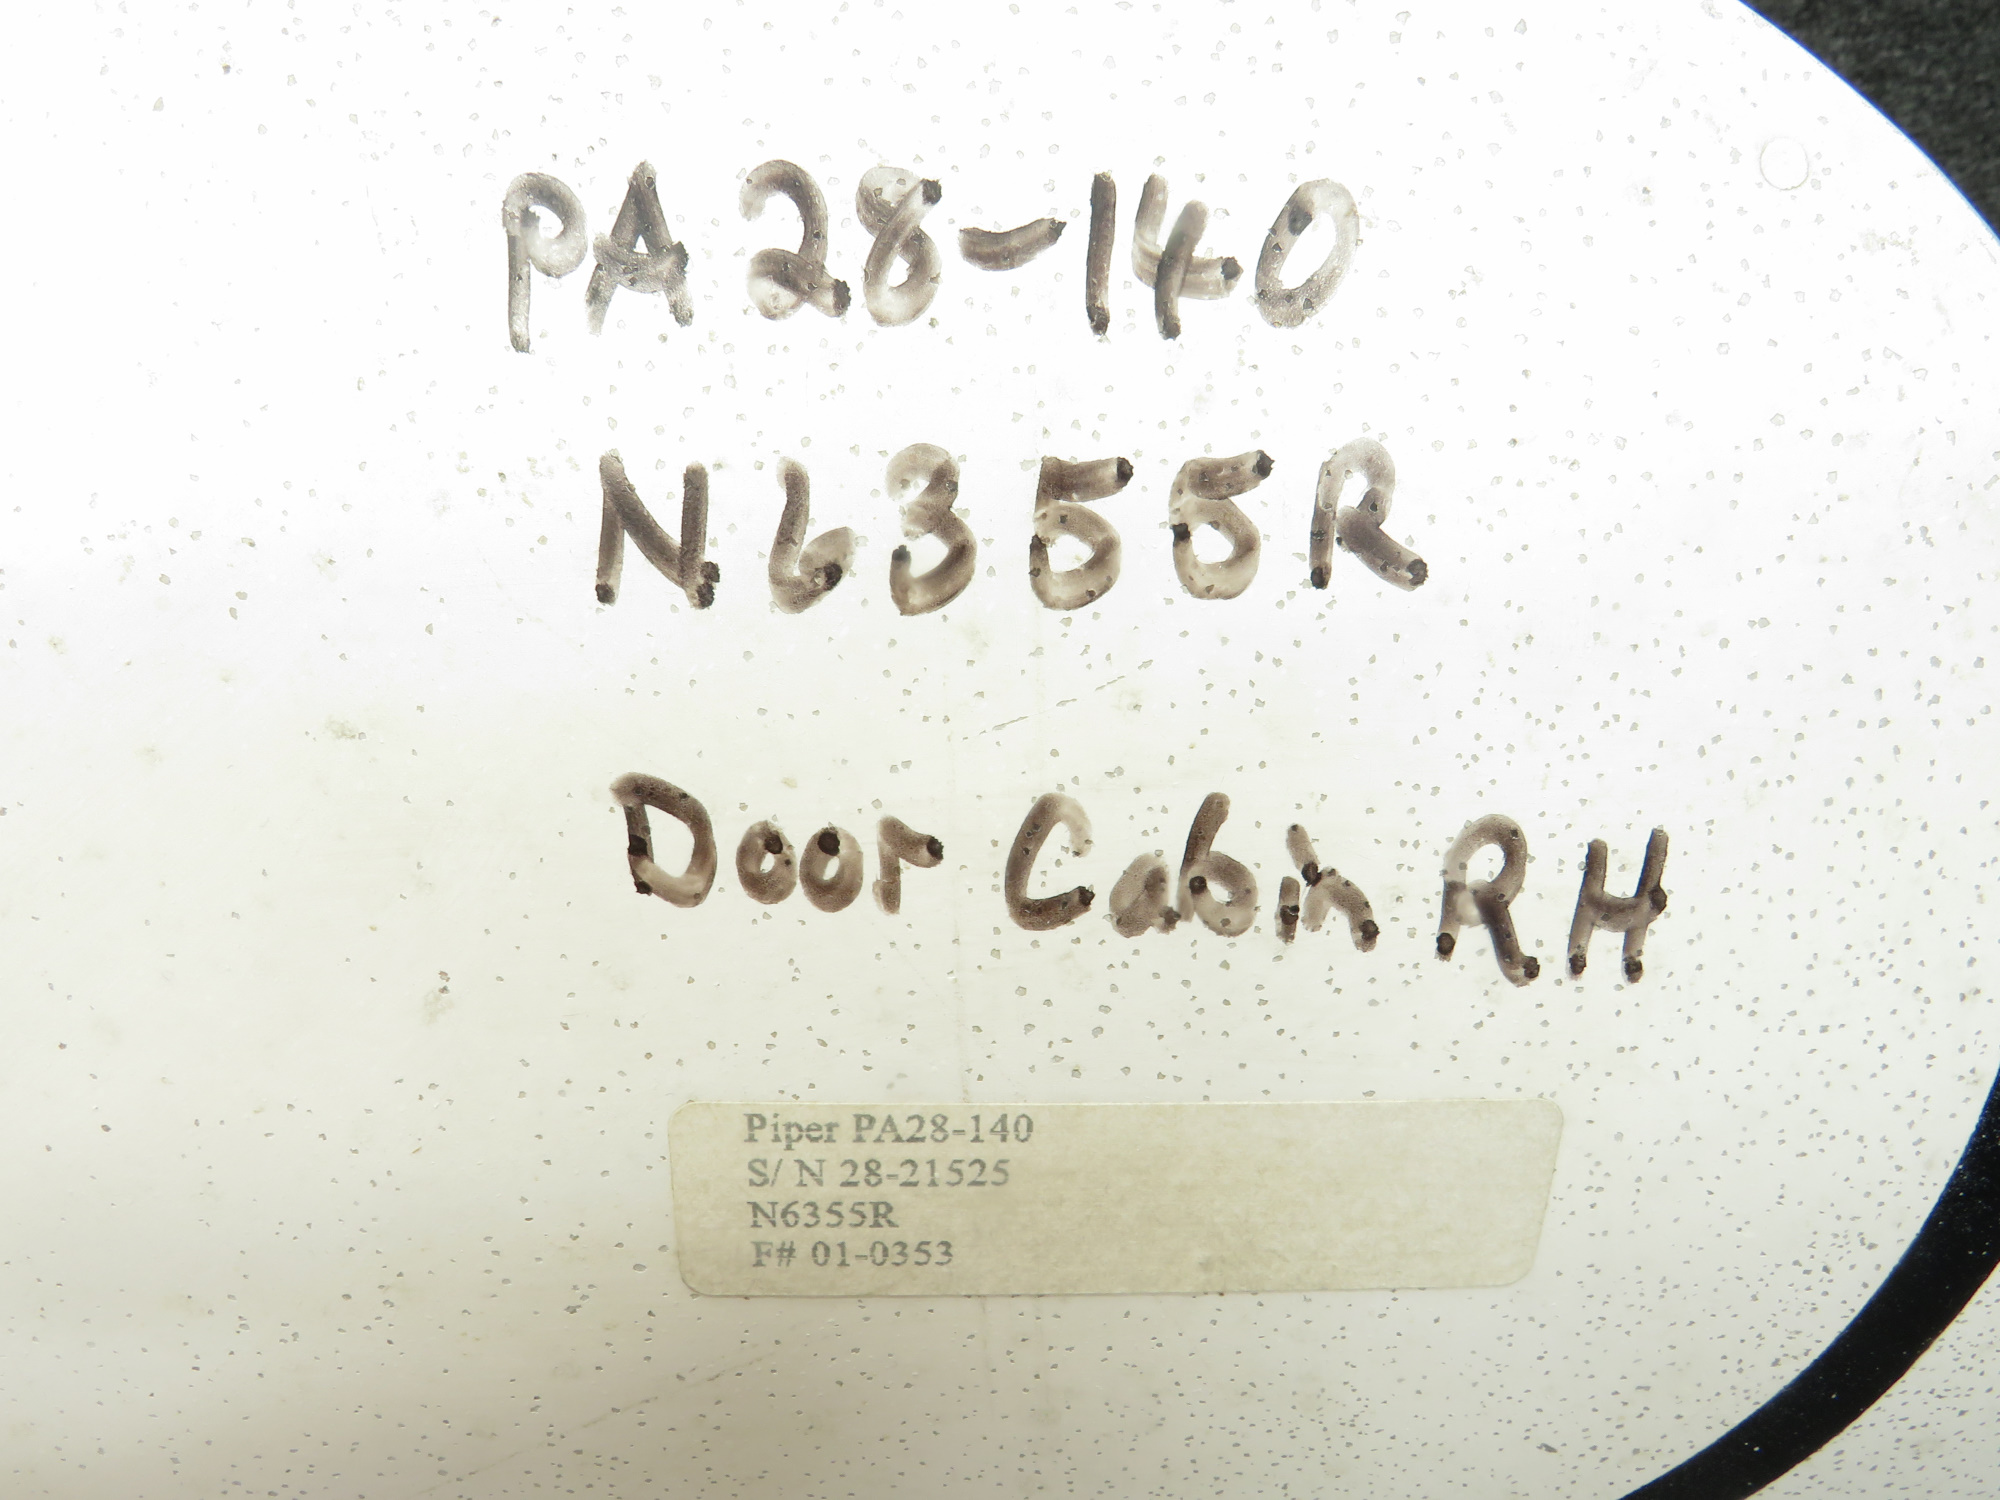 PA28-140
N6355R
Door Cabin RH
Piper PA28-140
S/ N 28-21525
N6355R
F# 01-0353